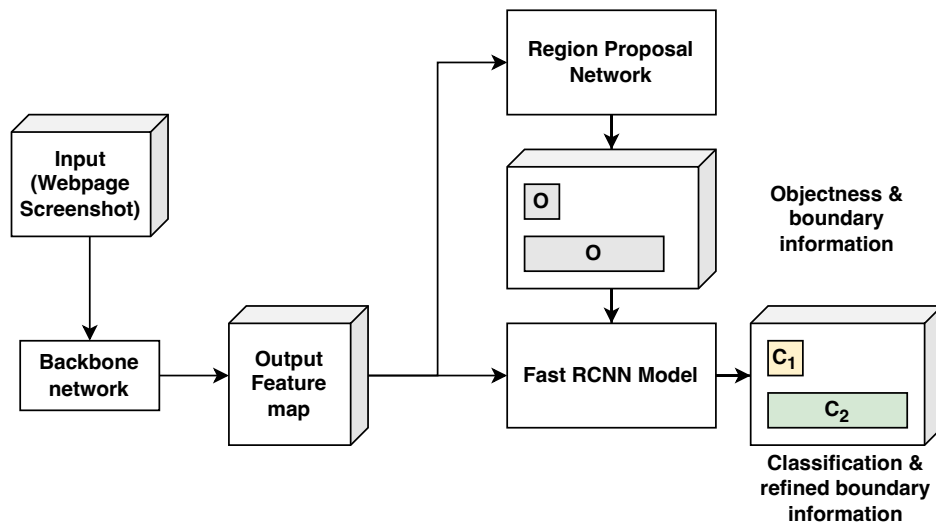 Region Proposal
Network
Input
(Webpage
Screenshot)
O
O
Objectness &
boundary
information
Backbone
network
Output
Feature
map
Fast RCNN Model
C1
C2
Classification &
refined boundary
information